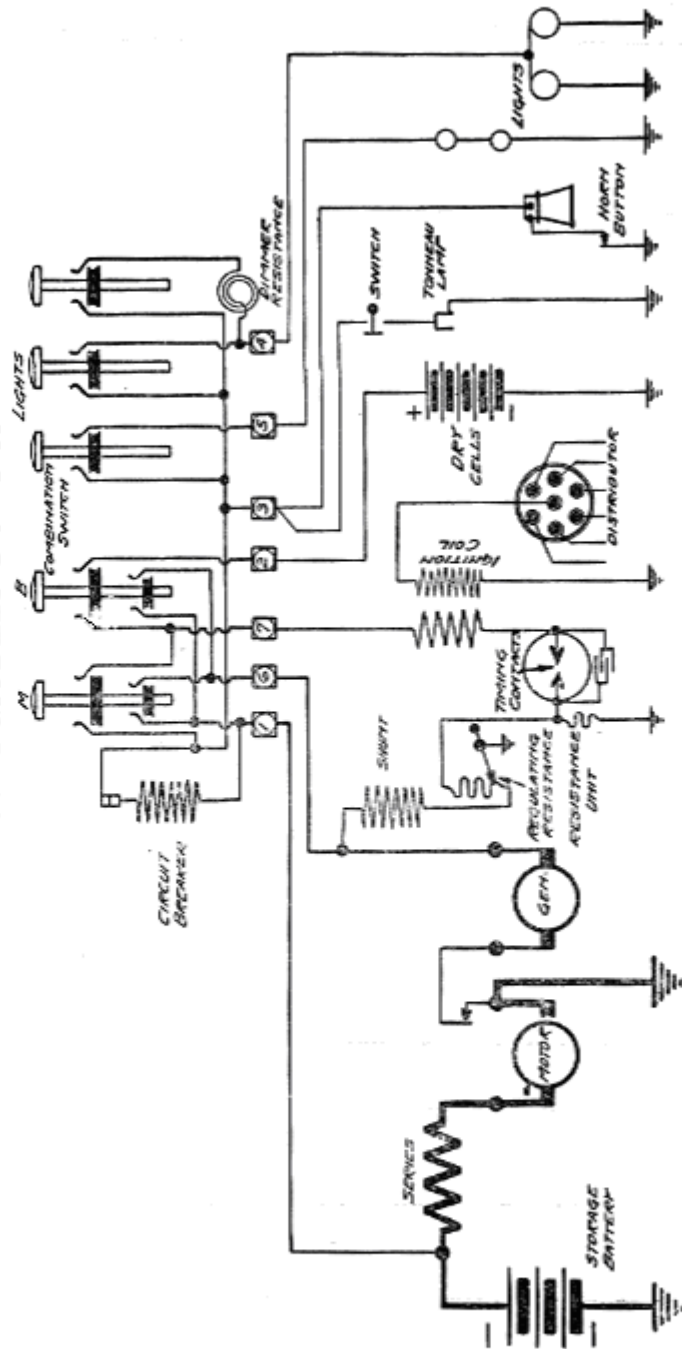 LIGHTS
COMBINATION
SWITCH
B
M
DIMMER
RESISTANCE
4
5
3
2
7
6
1
CIRCUIT
BREAKER
LIGHTS
HORN
BUTTON
SWITCH
TONNEAU
LAMP
+
DRY
CELLS
−
IGNITION
COIL
DISTRIBUTOR
TIMING
CONTACTS
SHUNT
REGULATING
RESISTANCE
RESISTANCE
UNIT
GEN
MOTOR
SERIES
STORAGE
BATTERY
−
−